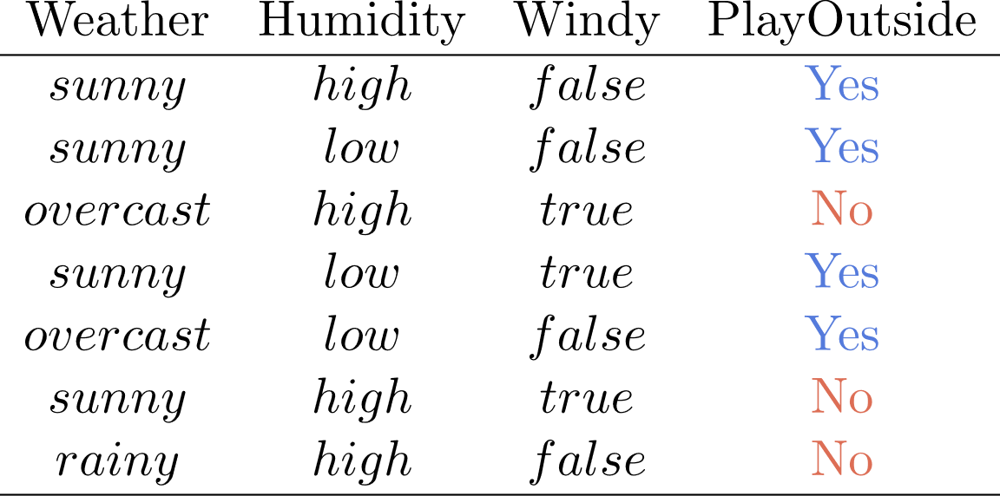 Weather Humidity Windy PlayOutside
sunny high false Yes
sunny low false Yes
overcast high true No
sunny low true Yes
overcast low false Yes
sunny high true No
rainy high false No